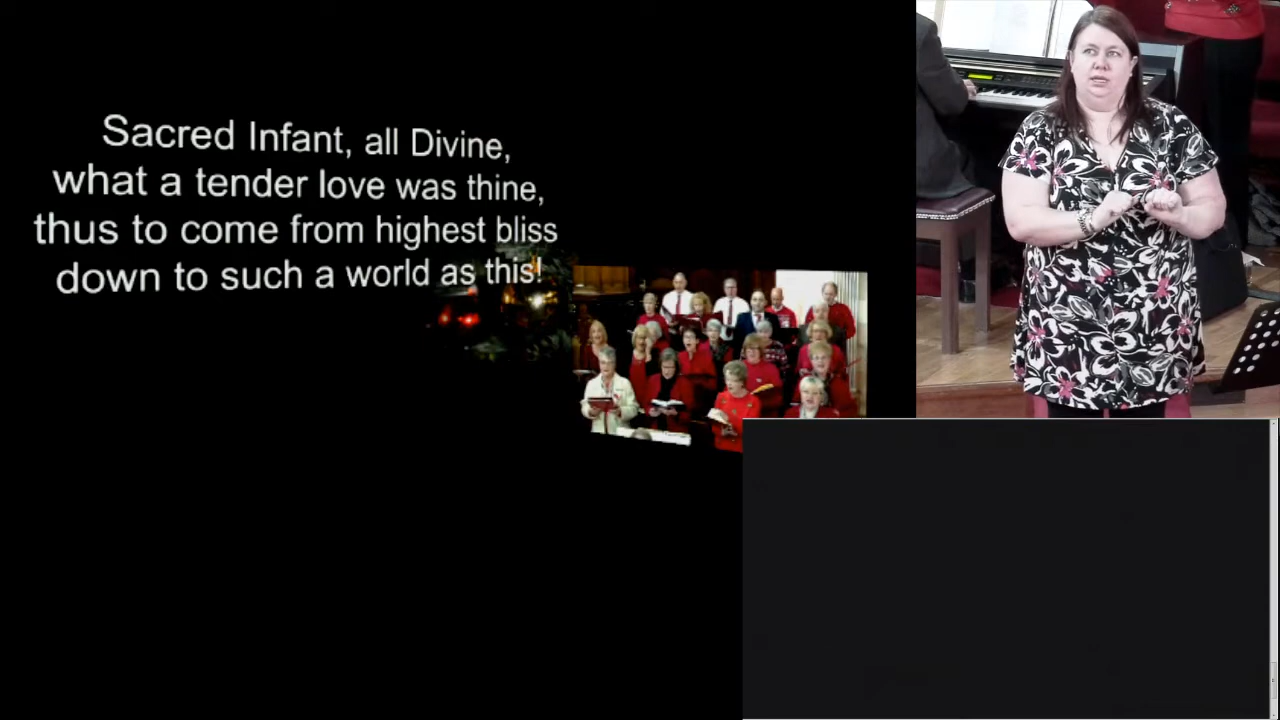 Sacred Infant, all Divine,
what a tender love was thine,
thus to come from highest bliss
down to such a world as this!